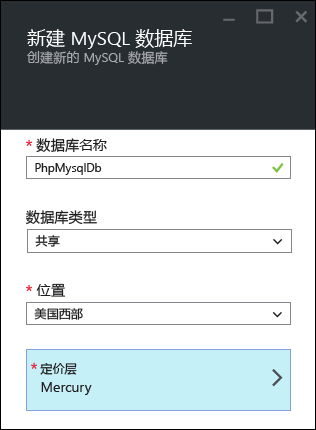 新建 MySQL 数据库
创建新的 MySQL 数据库
* 数据库名称
PhpMysqlDb
数据库类型
共享
* 位置
美国西部
* 定价层
Mercury